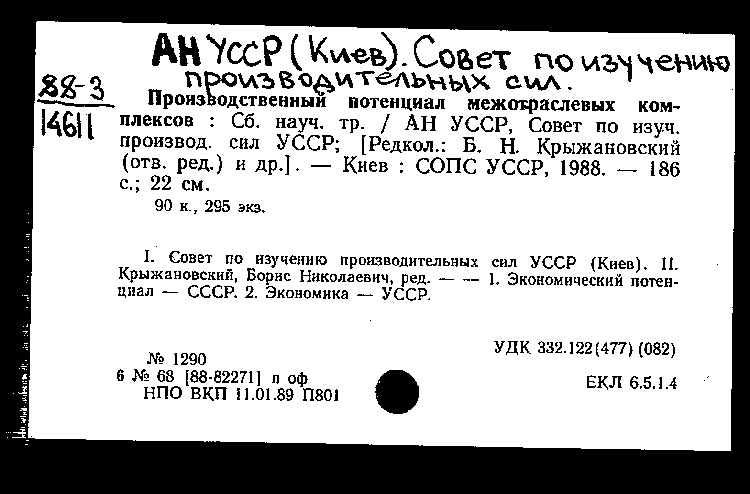 АН УССР (Киев). Совет по изучению
производительных сил.
88-3
14611
Производственный потенциал межотраслевых ком-
плексов : Сб. науч. тр. / АН УССР, Совет по изуч.
производ. сил УССР; [Редкол.: Б. Н. Крыжановский
(отв. ред.) и др.]. — Киев : СОПС УССР, 1988. — 186
с.; 22 см.
90 к., 295 экз.
I. Совет по изучению производительных сил УССР (Киев). II.
Крыжановский, Борис Николаевич, ред. — — 1. Экономический потен-
циал — СССР. 2. Экономика — УССР.
УДК 332.122(477)(082)
№ 1290
6 № 68 [88-82271] п оф
ЕКЛ 6.5.1.4
НПО ВКП 11.01.89 П801